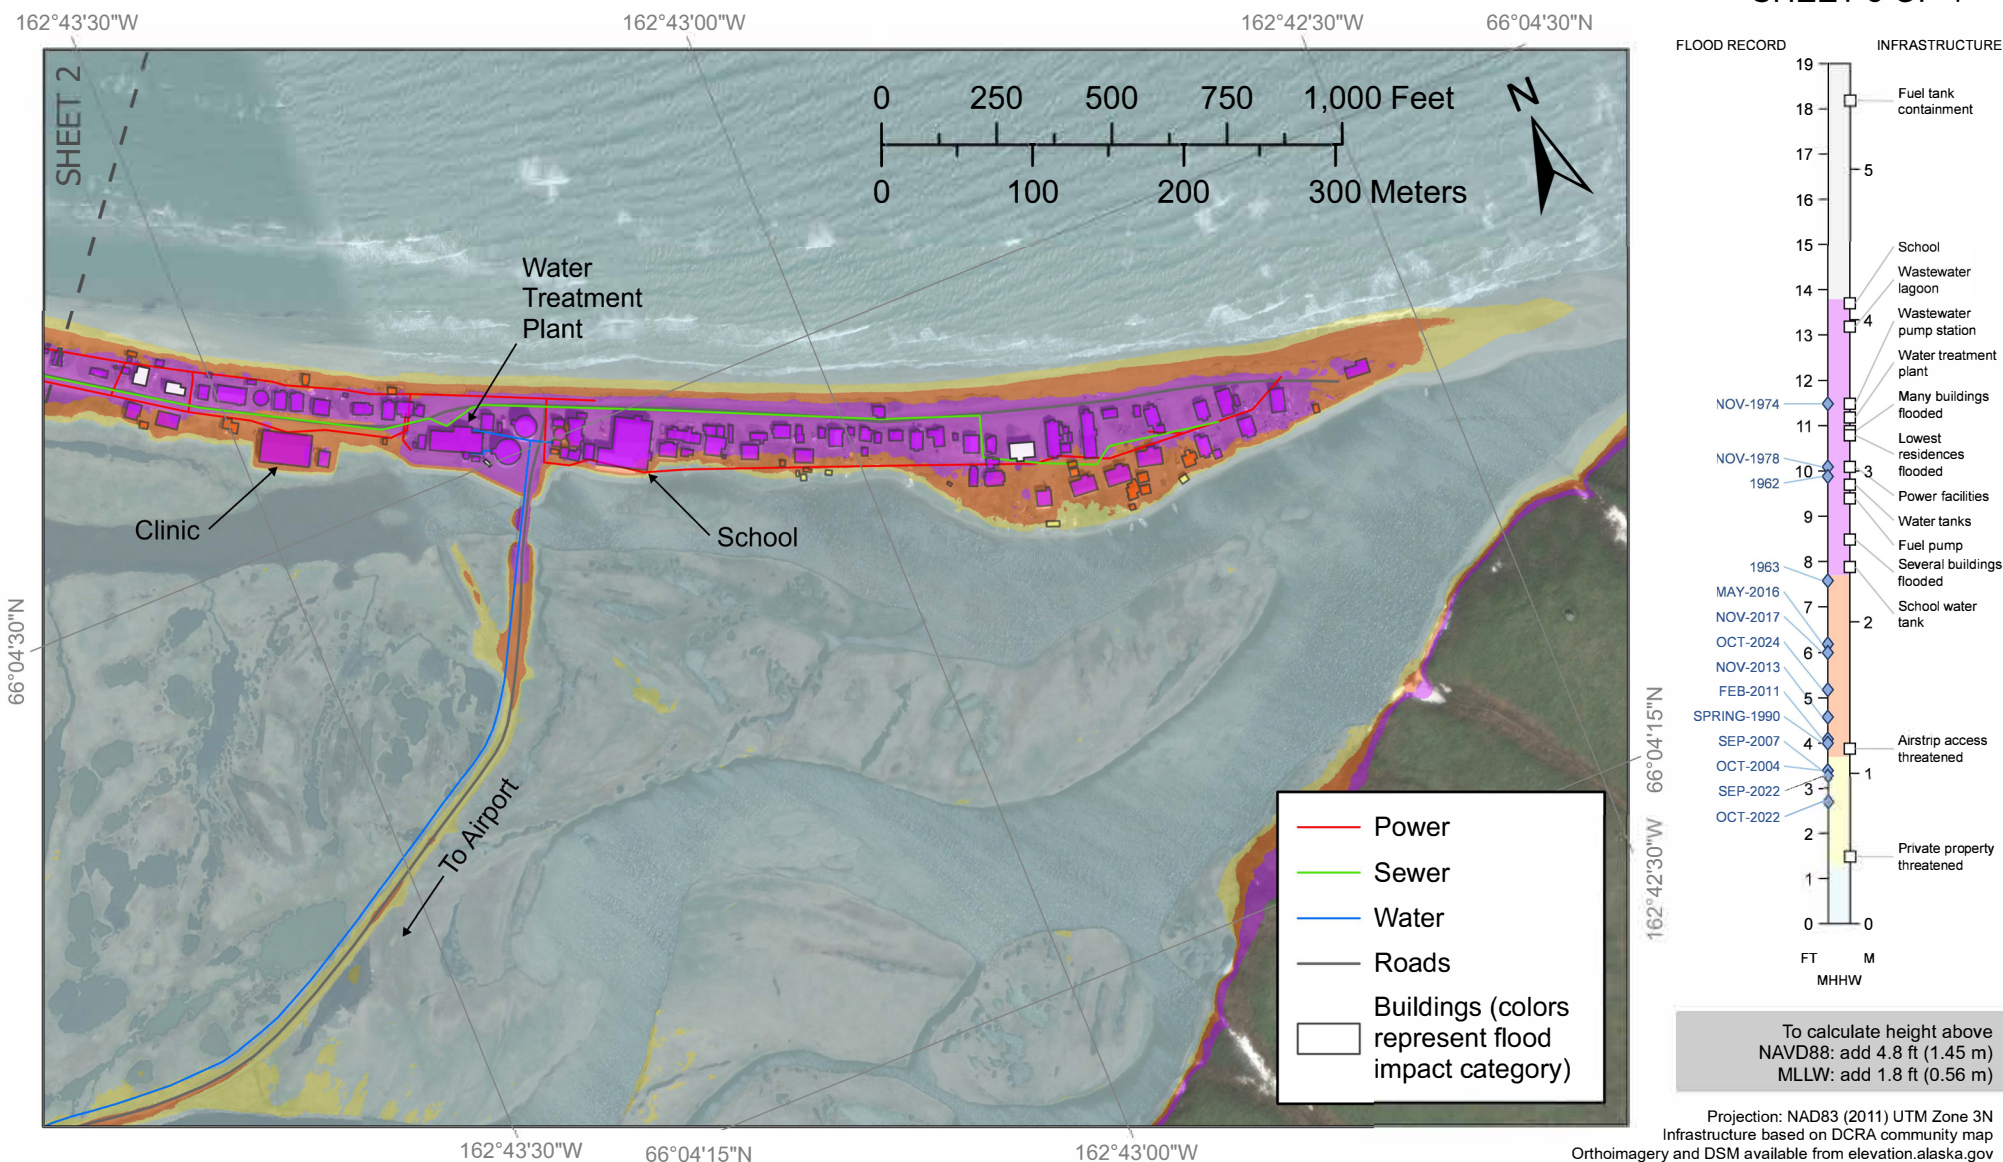 162°43'30"W
162°43'00"W
162°42'30"W
66°04'30"N
SHEET 2
0 250 500 750 1,000 Feet
0 100 200 300 Meters
N
Water
Treatment
Plant
Clinic
School
To Airport
66°04'30"N
66°04'15"N
162°42'30"W
162°43'30"W
66°04'15"N
162°43'00"W
Power
Sewer
Water
Roads
Buildings (colors
represent flood
impact category)
FLOOD RECORD
INFRASTRUCTURE
19
18
17
16
15
14
13
12
11
10
9
8
7
6
5
4
3
2
1
0
5
4
3
2
1
0
FT
M
MHHW
NOV-1974
NOV-1978
1962
1963
MAY-2016
NOV-2017
OCT-2024
NOV-2013
FEB-2011
SPRING-1990
SEP-2007
OCT-2004
SEP-2022
OCT-2022
Fuel tank
containment
School
Wastewater
lagoon
Wastewater
pump station
Water treatment
plant
Many buildings
flooded
Lowest
residences
flooded
Power facilities
Water tanks
Fuel pump
Several buildings
flooded
School water
tank
Airstrip access
threatened
Private property
threatened
To calculate height above
NAVD88: add 4.8 ft (1.45 m)
MLLW: add 1.8 ft (0.56 m)
Projection: NAD83 (2011) UTM Zone 3N
Infrastructure based on DCRA community map
Orthoimagery and DSM available from elevation.alaska.gov